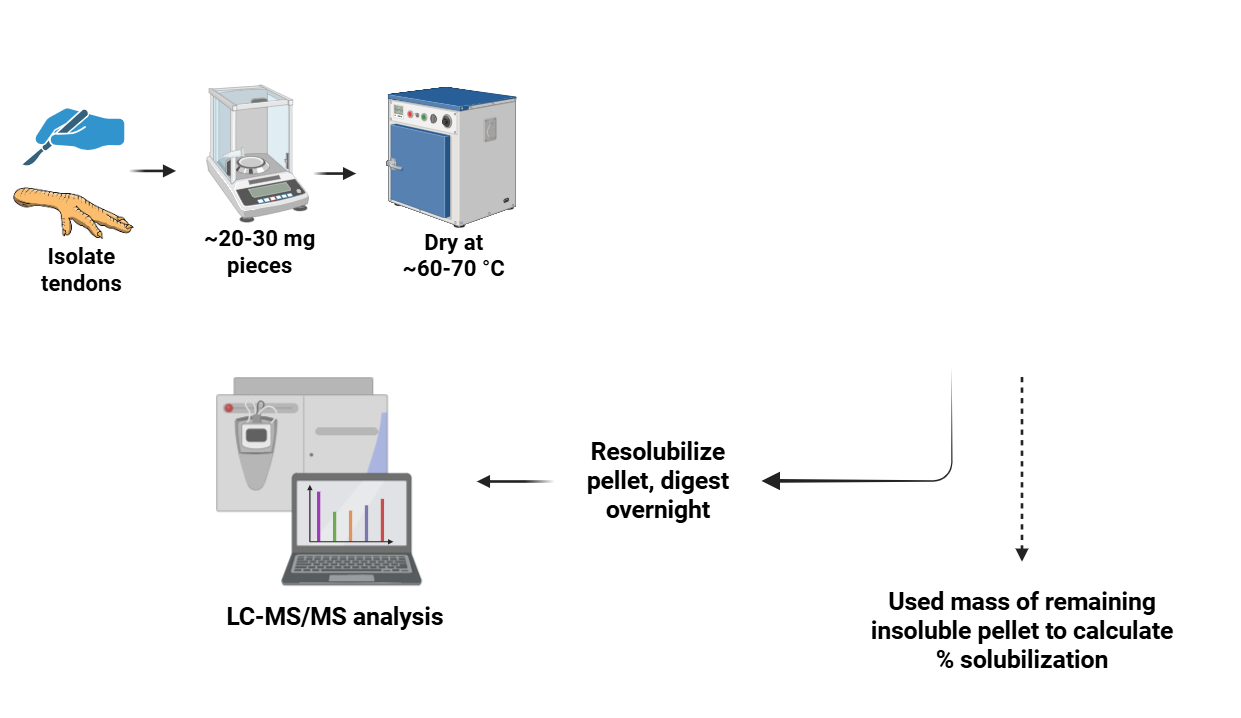 Isolate
tendons
~20-30 mg
pieces
Dry at
~60-70 °C
Resolubilize
pellet, digest
overnight
LC-MS/MS analysis
Used mass of remaining
insoluble pellet to calculate
% solubilization